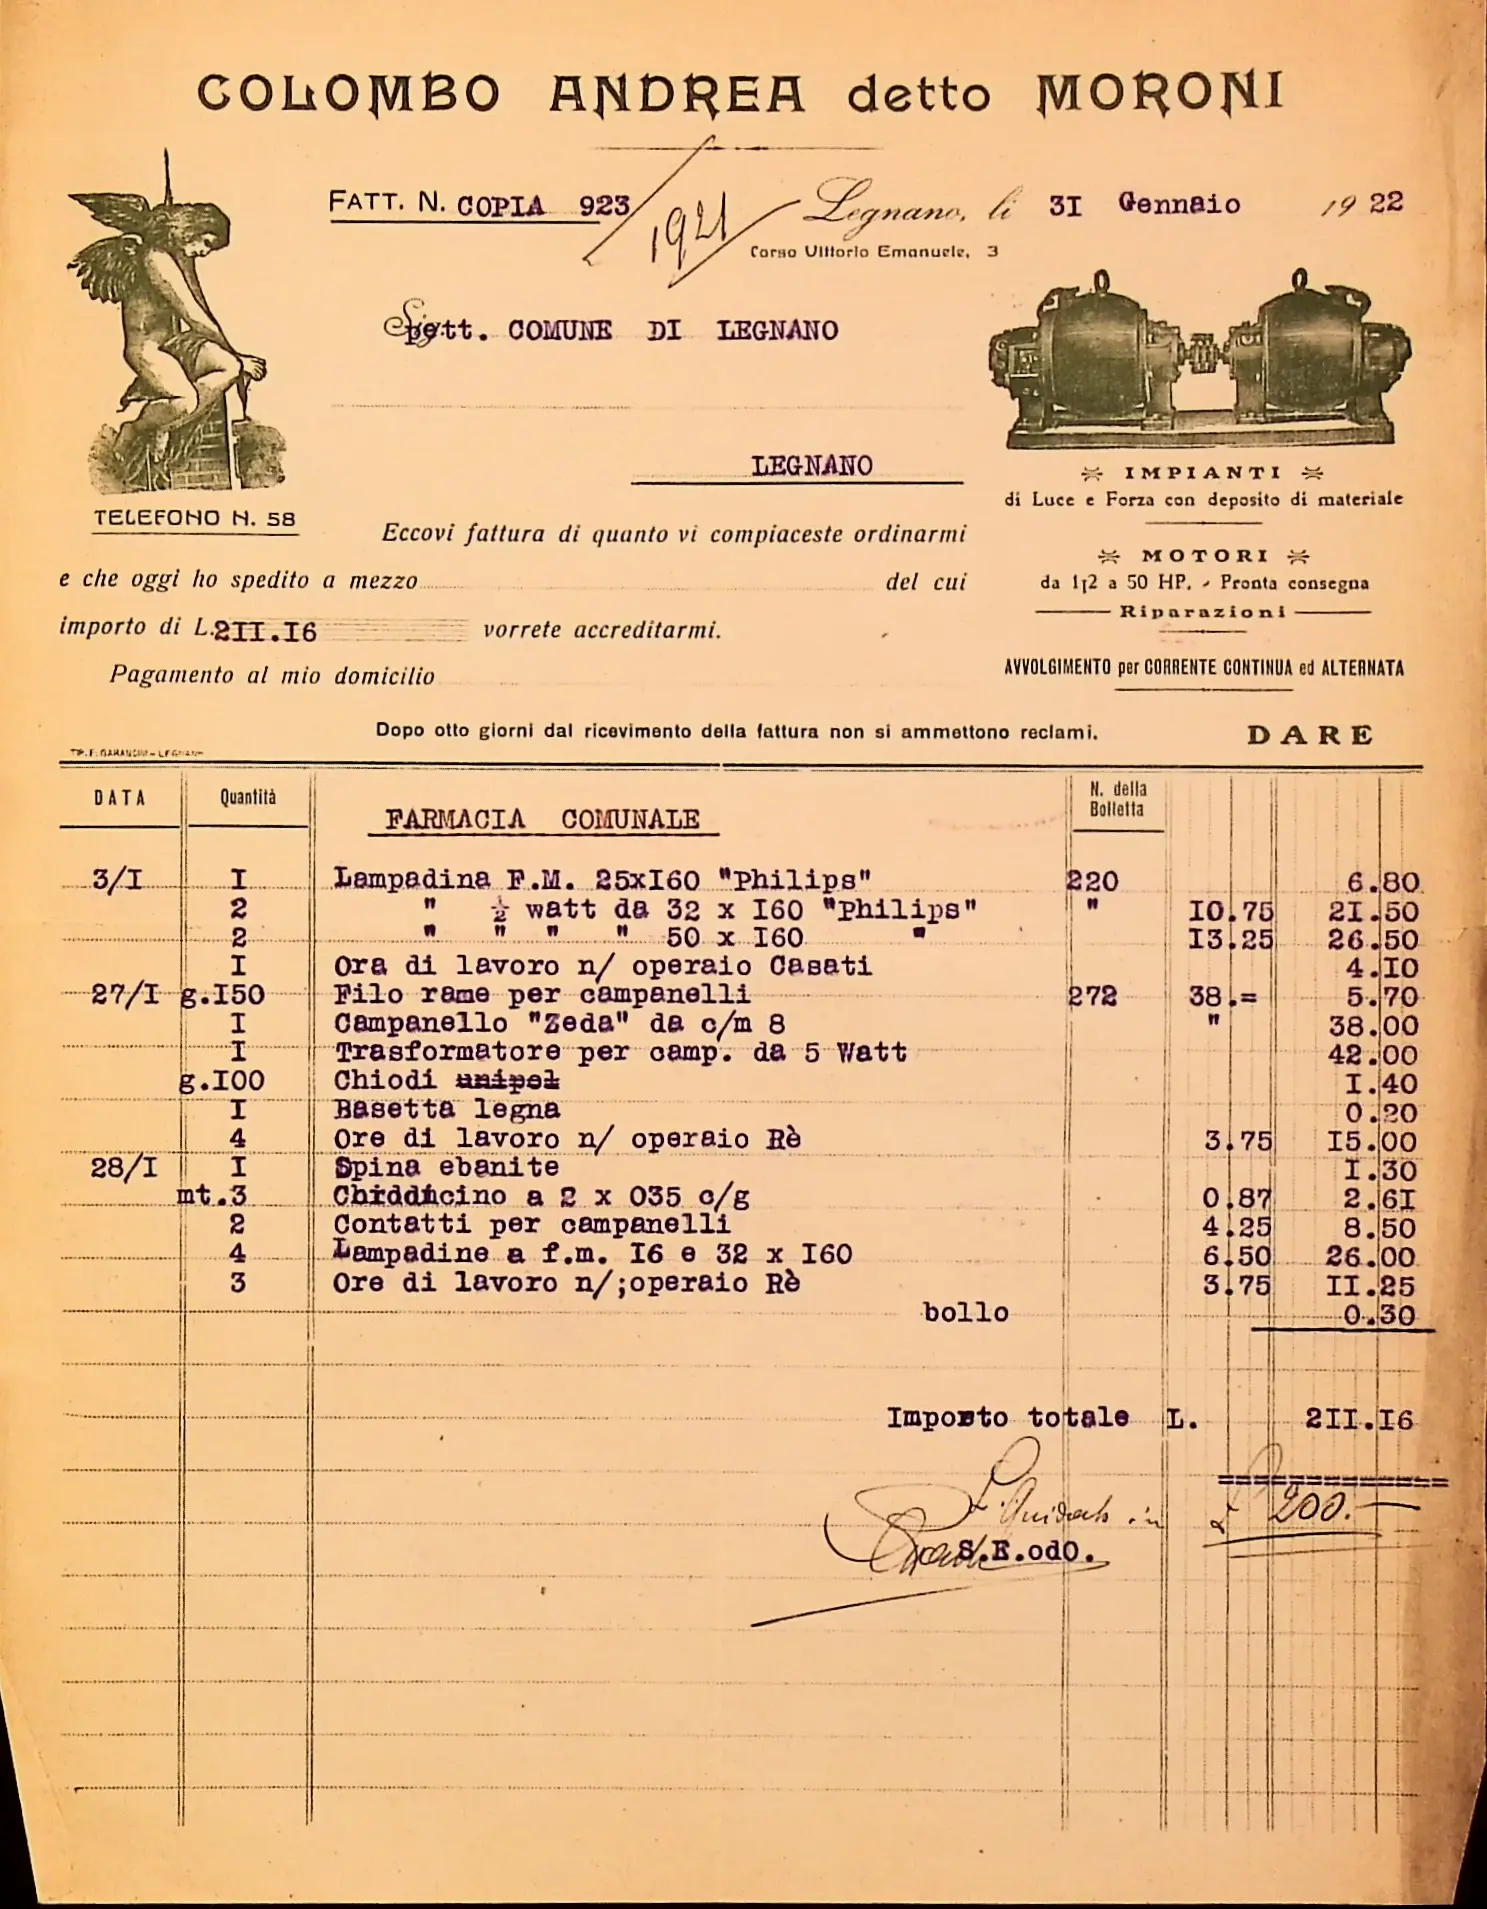 COLOMBO ANDREA detto MORONI
FATT. N. COPIA 923
1921
Legnano, li 31 Gennaio 1922
Corso Vittorio Emanuele, 3
Spett. COMUNE DI LEGNANO
LEGNANO
TELEFONO N. 58
IMPIANTI
di Luce e Forza con deposito di materiale
MOTORI
da 1|2 a 50 HP. - Pronta consegna
Riparazioni
AVVOLGIMENTO per CORRENTE CONTINUA ed ALTERNATA
Eccovi fattura di quanto vi compiaceste ordinarmi
e che oggi ho spedito a mezzo del cui
importo di L.2II.I6 vorrete accreditarmi.
Pagamento al mio domicilio
Dopo otto giorni dal ricevimento della fattura non si ammettono reclami.
DARE
TIP. F. GARANCINI - LEGNANO
DATA Quantità N. della Bolletta
FARMACIA COMUNALE
3/I I Lampadina F.M. 25xI60 "Philips" 220 6.80
2 " ½ watt da 32 x I60 "Philips" " I0.75 2I.50
2 " " " " 50 x I60 " I3.25 26.50
I Ora di lavoro n/ operaio Casati 4.I0
27/I g.I50 Filo rame per campanelli 272 38.= 5.70
I Campanello "Zeda" da c/m 8 " 38.00
I Trasformatore per camp. da 5 Watt 42.00
g.I00 Chiodi unipel I.40
I Basetta legna 0.20
4 Ore di lavoro n/ operaio Rè 3.75 I5.00
28/I I Spina ebanite I.30
mt.3 a 2 x 035 c/g 0.87 2.6I
2 Contatti per campanelli 4.25 8.50
4 Lampadine a f.m. I6 e 32 x I60 6.50 26.00
3 Ore di lavoro n/;operaio Rè 3.75 II.25
bollo 0.30
Importo totale L. 2II.I6
=============
in £ 200.—
S.E.odO.